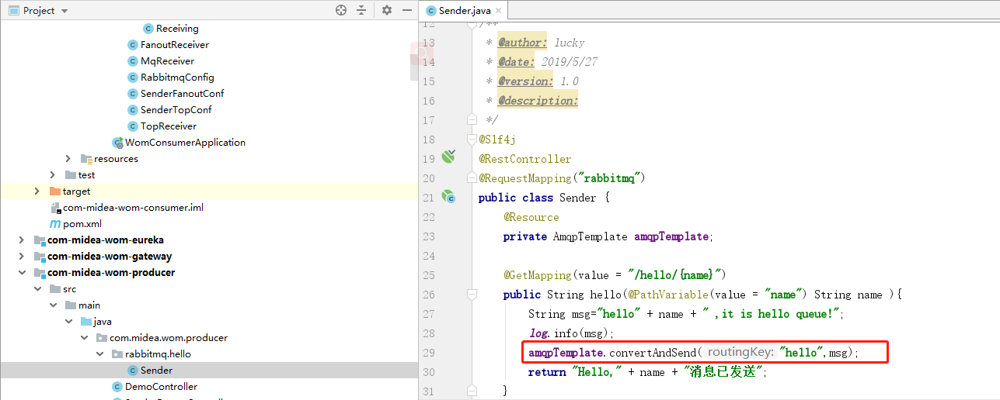 Project
Receiving
FanoutReceiver
MqReceiver
RabbitmqConfig
SenderFanoutConf
SenderTopConf
TopReceiver
WomConsumerApplication
resources
test
target
com-midea-wom-consumer.iml
pom.xml
com-midea-wom-eureka
com-midea-wom-gateway
com-midea-wom-producer
src
main
java
com.midea.wom.producer
rabbitmq.hello
Sender
DemoController
Sender.java
12 /**
13 * @author: lucky
14 * @date: 2019/5/27
15 * @version: 1.0
16 * @description:
17 */
18 @Slf4j
19 @RestController
20 @RequestMapping("rabbitmq")
21 public class Sender {
22 @Resource
23 private AmqpTemplate amqpTemplate;
24
25 @GetMapping(value = "/hello/{name}")
26 public String hello(@PathVariable(value = "name") String name ){
27 String msg="hello" + name + " ,it is hello queue!";
28 log.info(msg);
29 amqpTemplate.convertAndSend( routingKey: "hello",msg);
30 return "Hello," + name + "消息已发送";
31 }